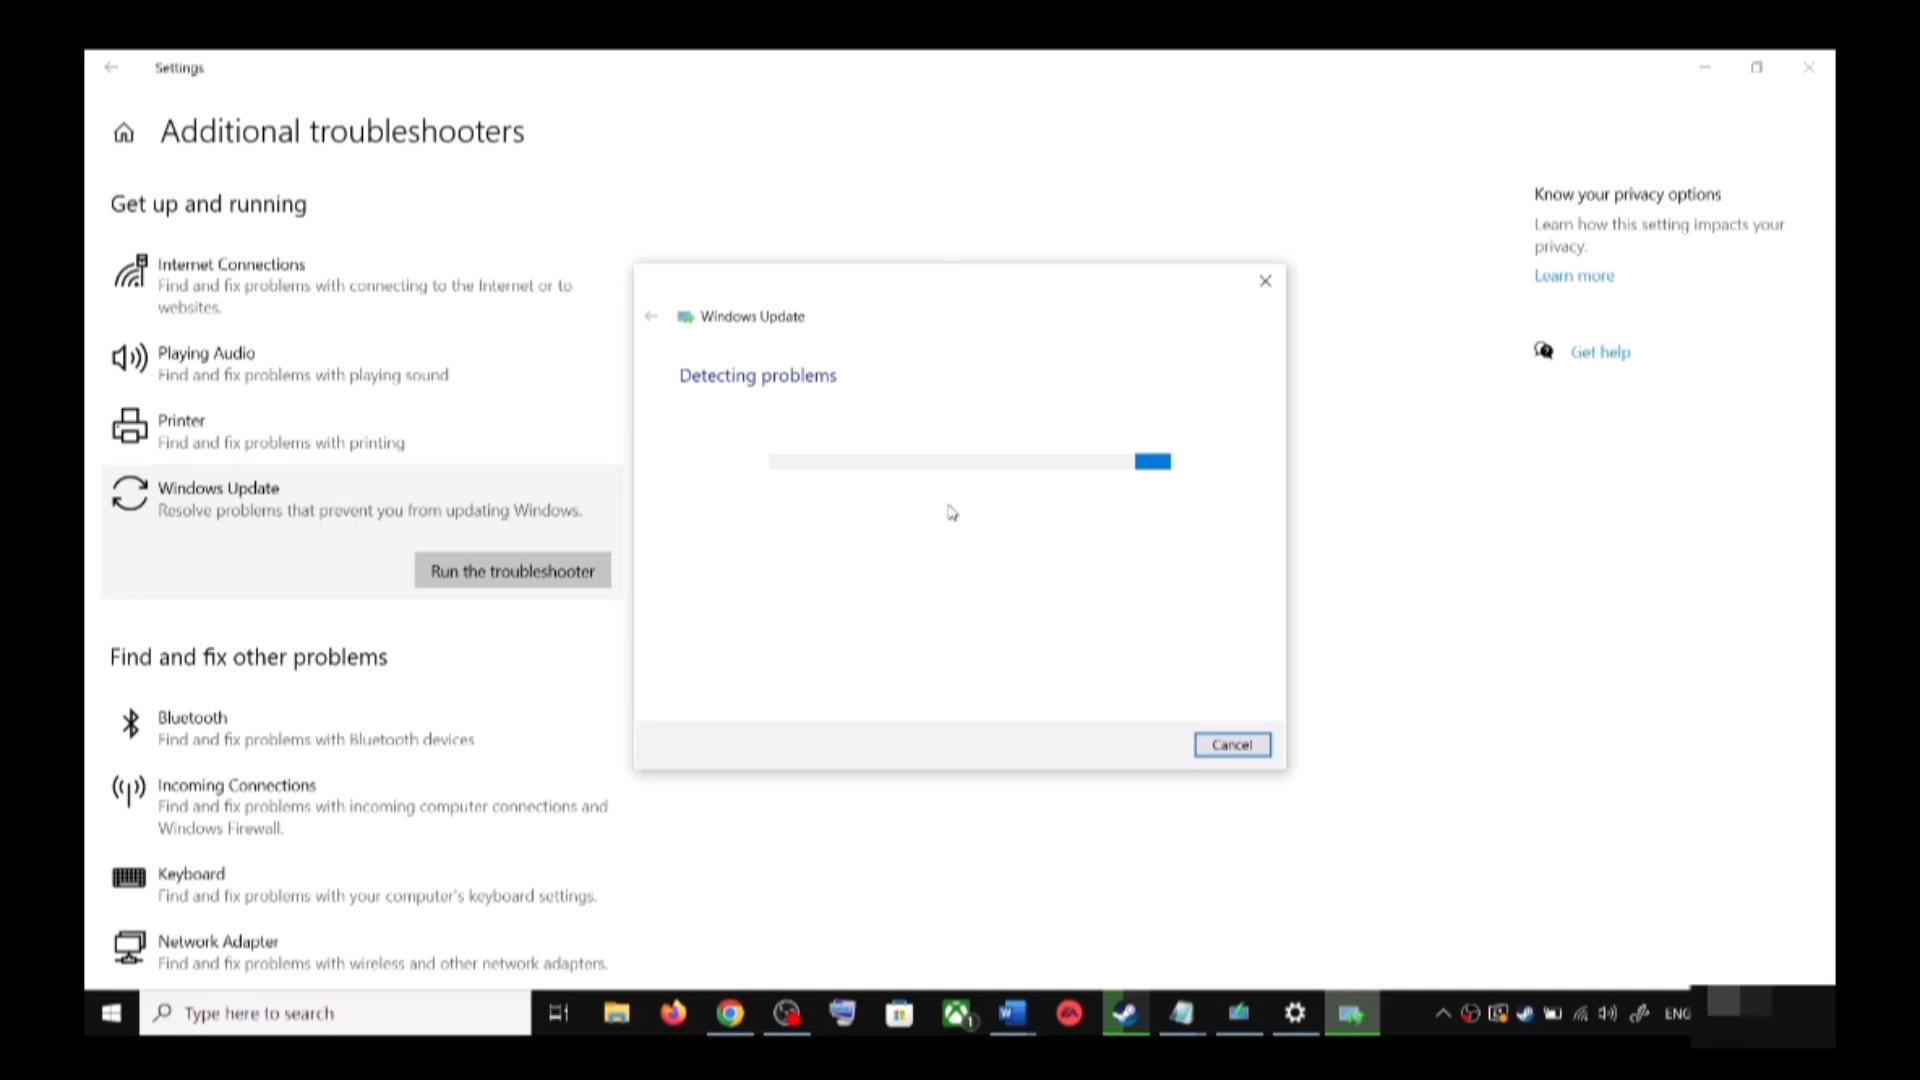 Settings
Additional troubleshooters
Get up and running
Internet Connections
Find and fix problems with connecting to the Internet or to
websites.
Playing Audio
Find and fix problems with playing sound
Printer
Find and fix problems with printing
Windows Update
Resolve problems that prevent you from updating Windows.
Run the troubleshooter
Find and fix other problems
Bluetooth
Find and fix problems with Bluetooth devices
Incoming Connections
Find and fix problems with incoming computer connections and
Windows Firewall.
Keyboard
Find and fix problems with your computer's keyboard settings.
Network Adapter
Find and fix problems with wireless and other network adapters.
Windows Update
Detecting problems
Cancel
Know your privacy options
Learn how this setting impacts your
privacy.
Learn more
Get help
Type here to search
1
ENG